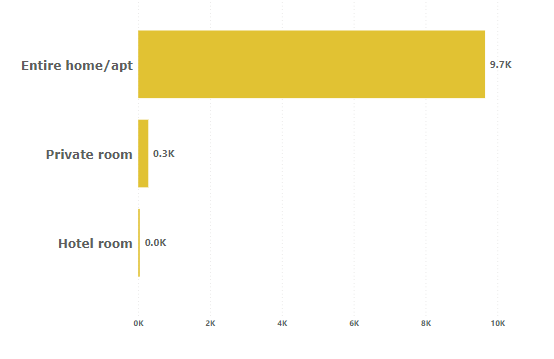 Entire home/apt 9.7K
Private room 0.3K
Hotel room 0.0K
0K 2K 4K 6K 8K 10K